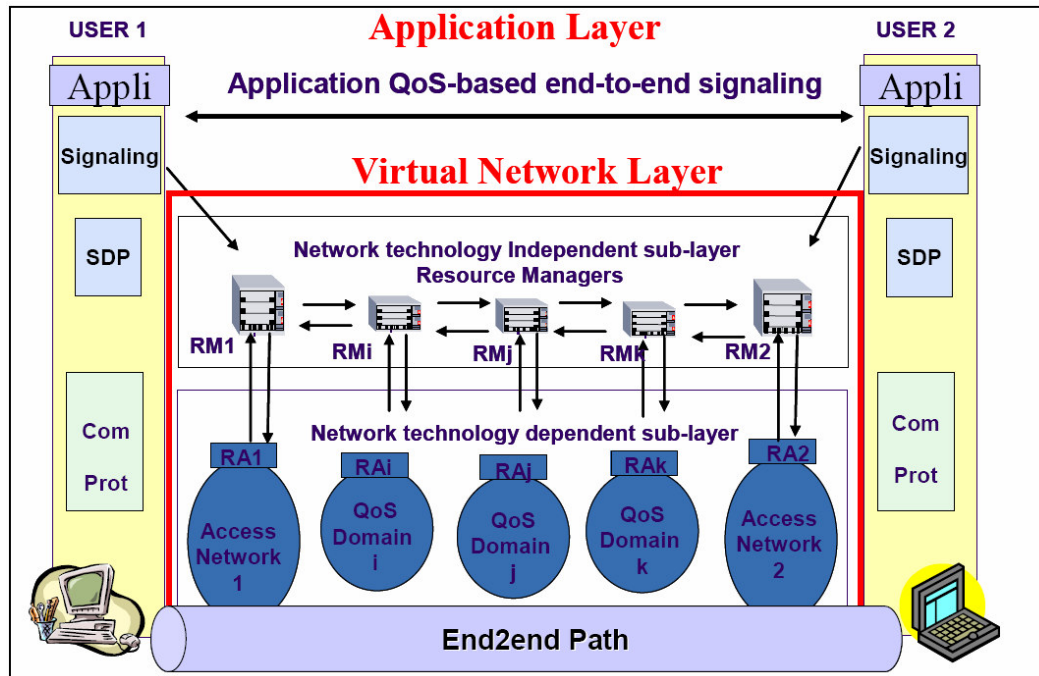 USER 1
Application Layer
USER 2
Appli
Application QoS-based end-to-end signaling
Appli
Signaling
Signaling
Virtual Network Layer
SDP
Network technology Independent sub-layer
Resource Managers
SDP
RM1
RMi
RMj
RMk
RM2
Com
Prot
Network technology dependent sub-layer
Com
Prot
RA1
RAi
RAj
RAk
RA2
Access
Network
1
QoS
Domain
i
QoS
Domain
j
QoS
Domain
k
Access
Network
2
End2end Path